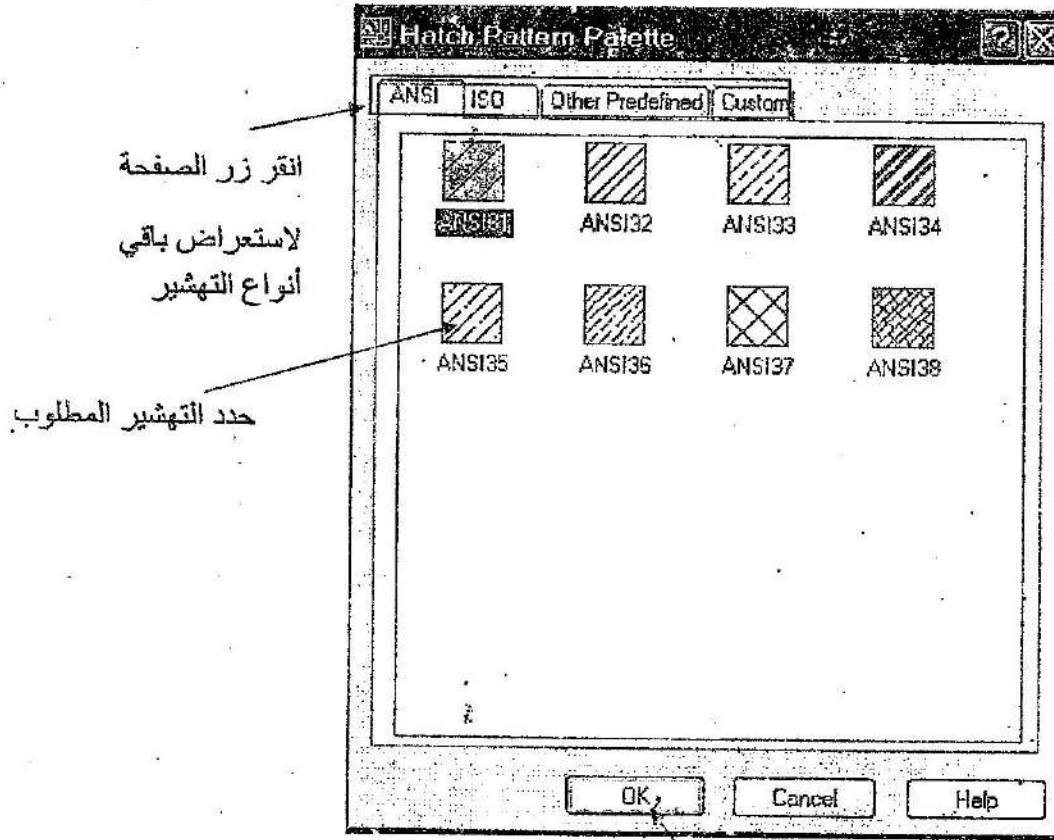 Hatch Pattern Palette
ANSI ISO Other Predefined Custom
انقر زر الصفحة
لاستعراض باقي
أنواع التهشير
حدد التهشير المطلوب
ANSI31 ANSI32 ANSI33 ANSI34
ANSI35 ANSI36 ANSI37 ANSI38
OK Cancel Help